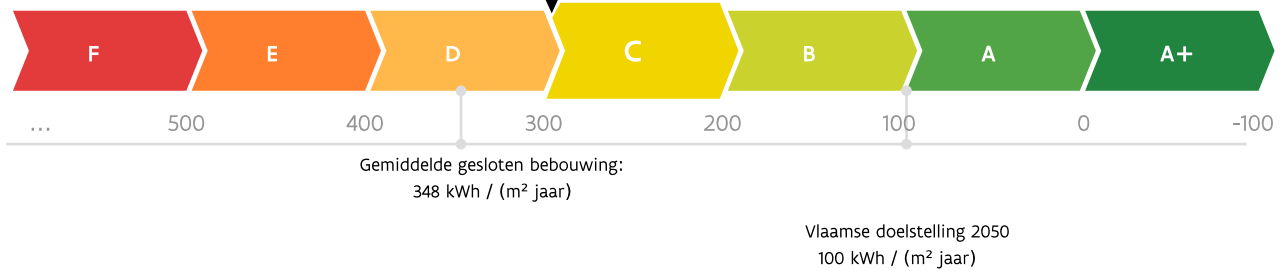 F E D C B A A+
... 500 400 300 200 100 0 -100
Gemiddelde gesloten bebouwing:
348 kWh / (m² jaar)
Vlaamse doelstelling 2050
100 kWh / (m² jaar)